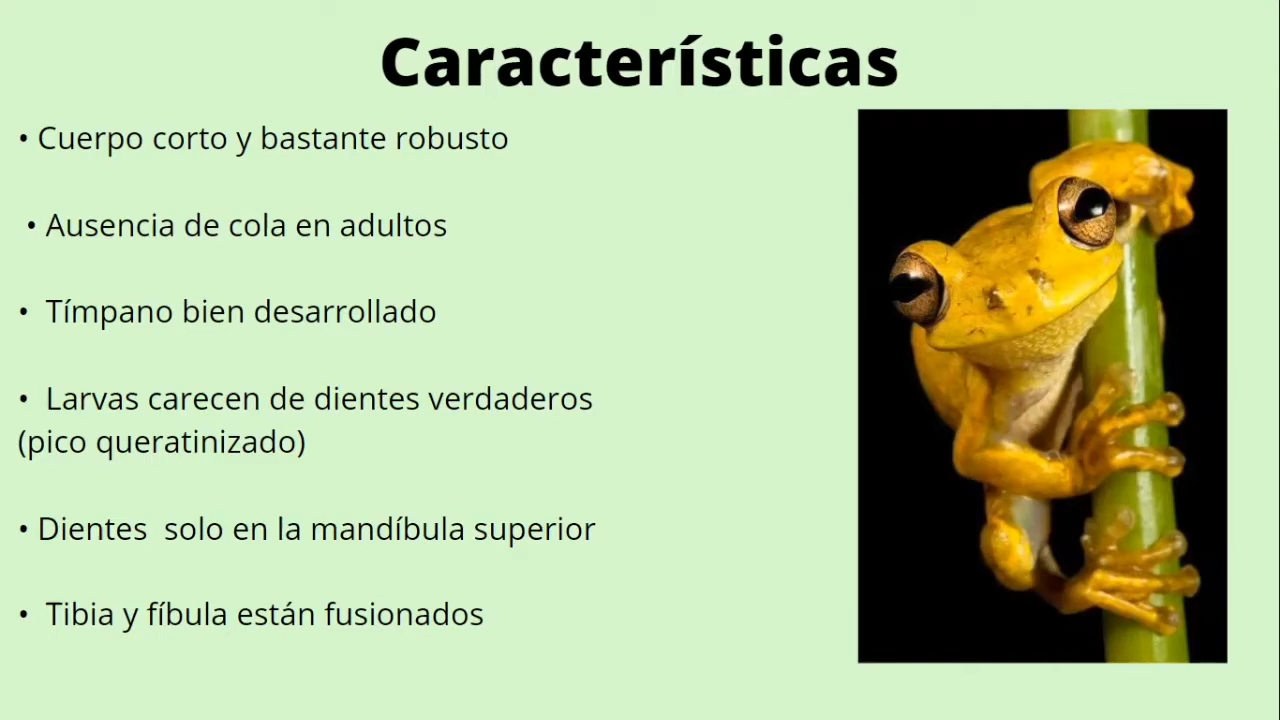 Características
• Cuerpo corto y bastante robusto
• Ausencia de cola en adultos
• Tímpano bien desarrollado
• Larvas carecen de dientes verdaderos
(pico queratinizado)
• Dientes  solo en la mandíbula superior
• Tibia y fíbula están fusionados